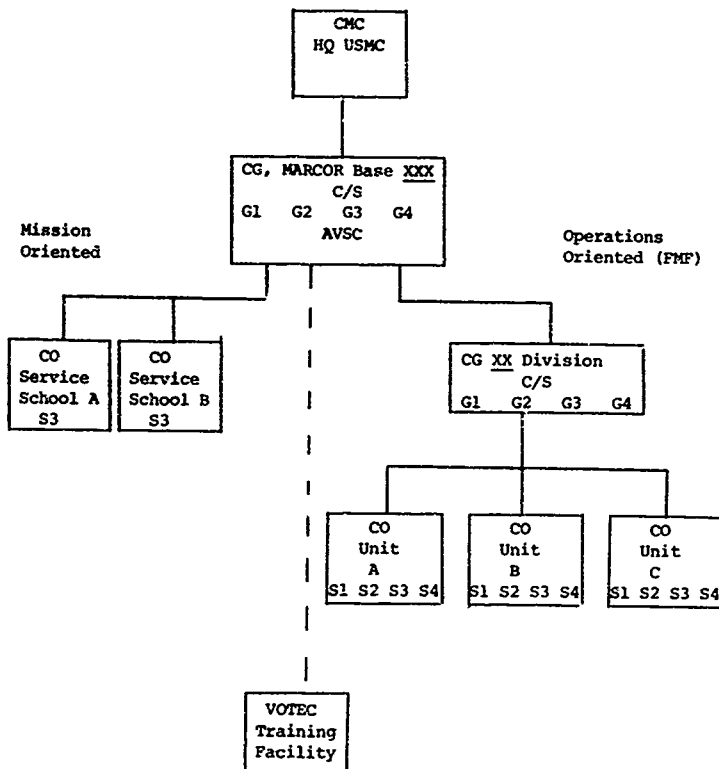 CMC
HQ USMC
CG, MARCOR Base XXX
C/S
G1 G2 G3 G4
AVSC
Mission
Oriented
Operations
Oriented (FMF)
CO
Service
School A
S3
CO
Service
School B
S3
CG XX Division
C/S
G1 G2 G3 G4
CO
Unit
A
S1 S2 S3 S4
CO
Unit
B
S1 S2 S3 S4
CO
Unit
C
S1 S2 S3 S4
VOTEC
Training
Facility